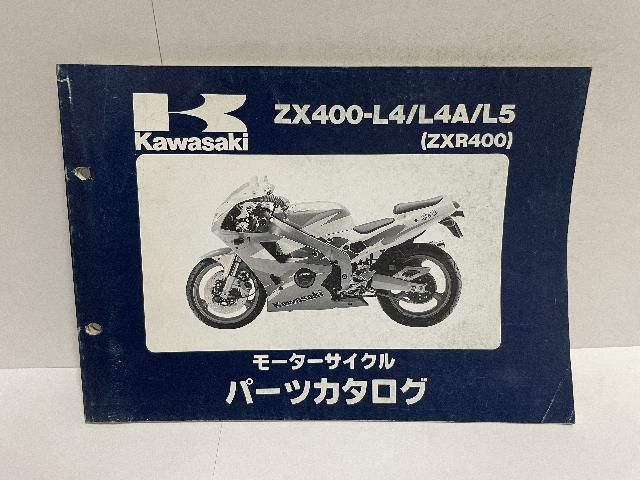 ZX400-L4/L4A/L5
(ZXR400)
Kawasaki
Kawasaki
モーターサイクル
パーツカタログ